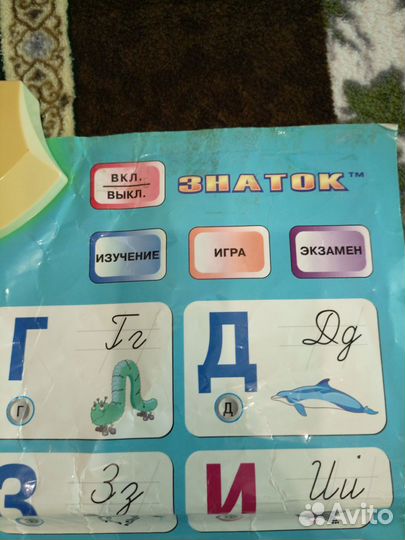 ВКЛ.
ВЫКЛ.
ЗНАТОК™
ИЗУЧЕНИЕ
ИГРА
ЭКЗАМЕН
Г
Гг
Г
Д
Дд
Д
З
Зз
И
Ии
Avito